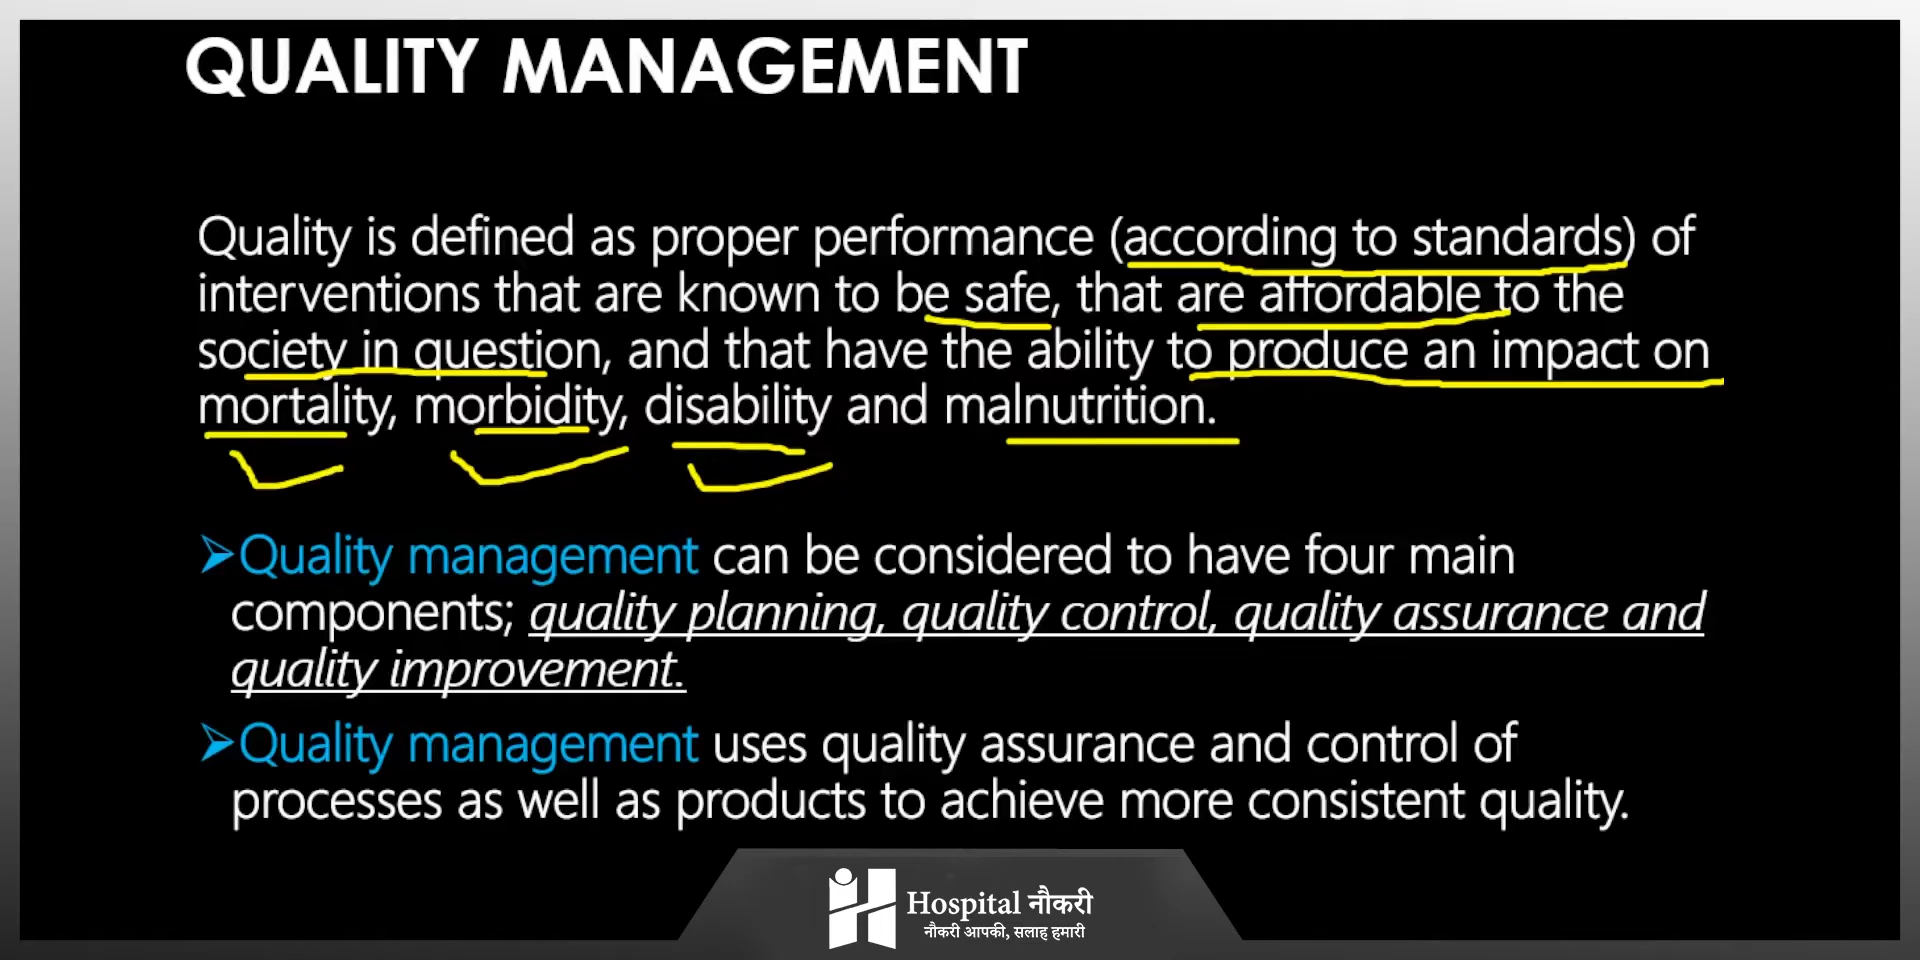 QUALITY MANAGEMENT
Quality is defined as proper performance (according to standards) of
interventions that are known to be safe, that are affordable to the
society in question, and that have the ability to produce an impact on
mortality, morbidity, disability and malnutrition.
➢Quality management can be considered to have four main
components; quality planning, quality control, quality assurance and
quality improvement.
➢Quality management uses quality assurance and control of
processes as well as products to achieve more consistent quality.
Hospital नौकरी
नौकरी आपकी, सलाह हमारी